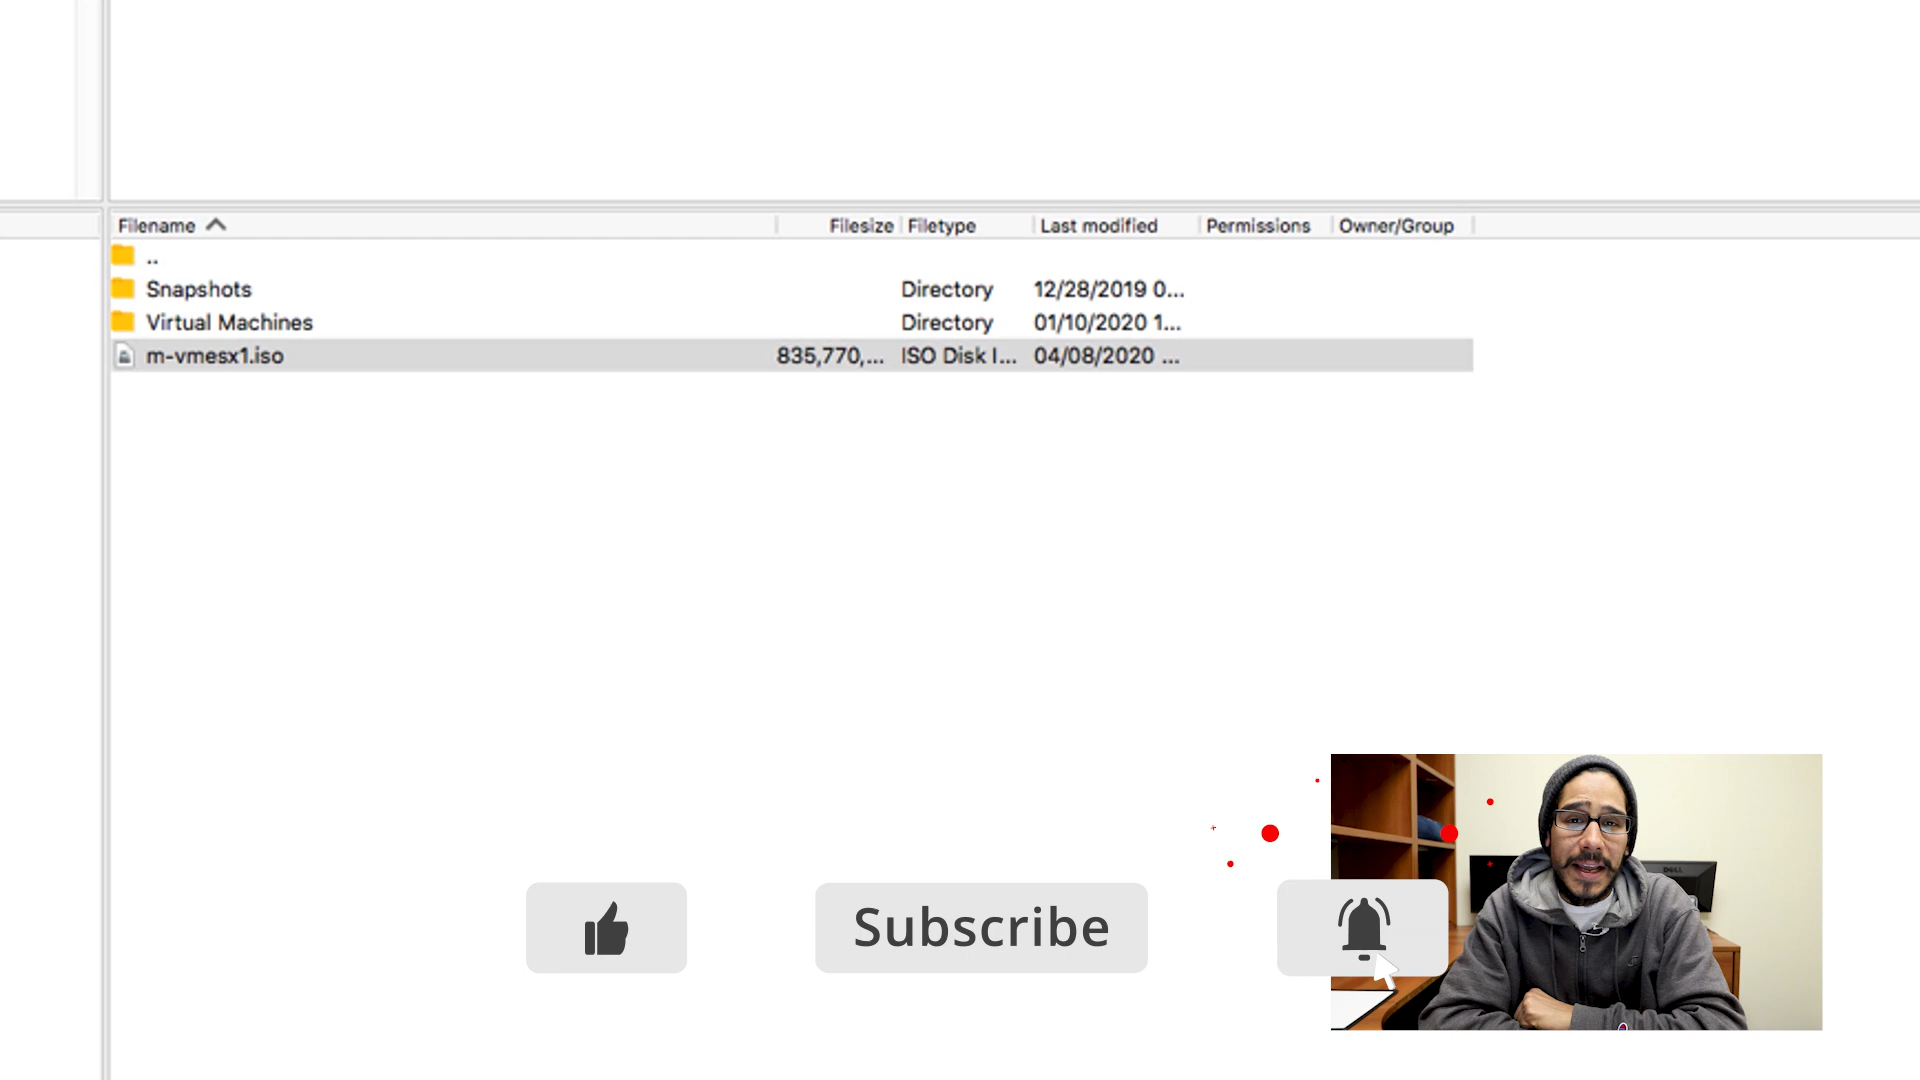 Filename Filesize Filetype Last modified Permissions Owner/Group
..
Snapshots Directory 12/28/2019 0...
Virtual Machines Directory 01/10/2020 1...
m-vmesx1.iso 835,770,... ISO Disk I... 04/08/2020 ...
DELL
Subscribe